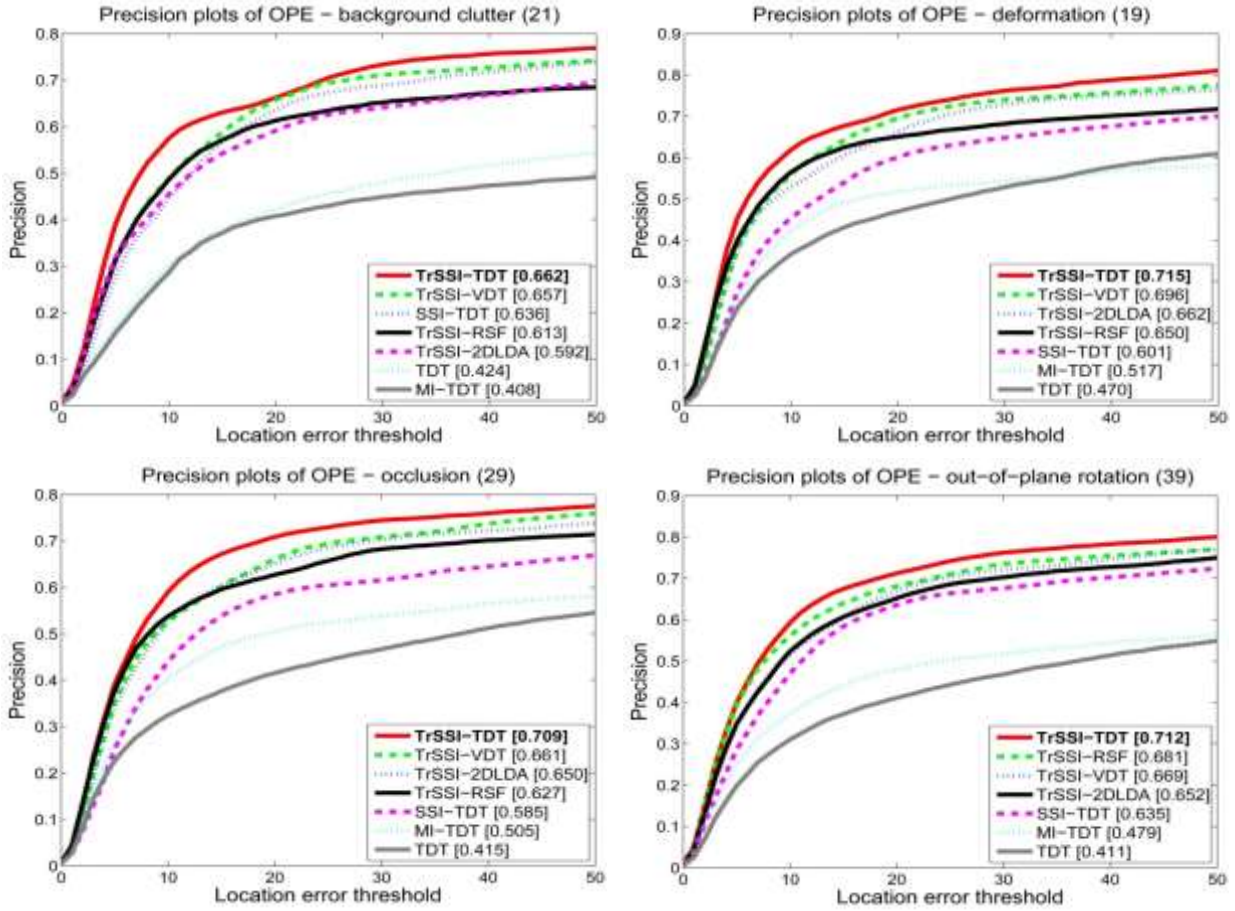 Precision plots of OPE − background clutter (21)
0.8
0.7
0.6
0.5
0.4
0.3
0.2
0.1
0
Precision
TrSSI−TDT [0.662]
TrSSI−VDT [0.657]
SSI−TDT [0.636]
TrSSI−RSF [0.613]
TrSSI−2DLDA [0.592]
TDT [0.424]
MI−TDT [0.408]
0 10 20 30 40 50
Location error threshold
Precision plots of OPE − deformation (19)
0.9
0.8
0.7
0.6
0.5
0.4
0.3
0.2
0.1
0
Precision
TrSSI−TDT [0.715]
TrSSI−VDT [0.696]
TrSSI−2DLDA [0.662]
TrSSI−RSF [0.650]
SSI−TDT [0.601]
MI−TDT [0.517]
TDT [0.470]
0 10 20 30 40 50
Location error threshold
Precision plots of OPE − occlusion (29)
0.8
0.7
0.6
0.5
0.4
0.3
0.2
0.1
0
Precision
TrSSI−TDT [0.709]
TrSSI−VDT [0.661]
TrSSI−2DLDA [0.650]
TrSSI−RSF [0.627]
SSI−TDT [0.585]
MI−TDT [0.505]
TDT [0.415]
0 10 20 30 40 50
Location error threshold
Precision plots of OPE − out−of−plane rotation (39)
0.9
0.8
0.7
0.6
0.5
0.4
0.3
0.2
0.1
0
Precision
TrSSI−TDT [0.712]
TrSSI−RSF [0.681]
TrSSI−VDT [0.669]
TrSSI−2DLDA [0.652]
SSI−TDT [0.635]
MI−TDT [0.479]
TDT [0.411]
0 10 20 30 40 50
Location error threshold